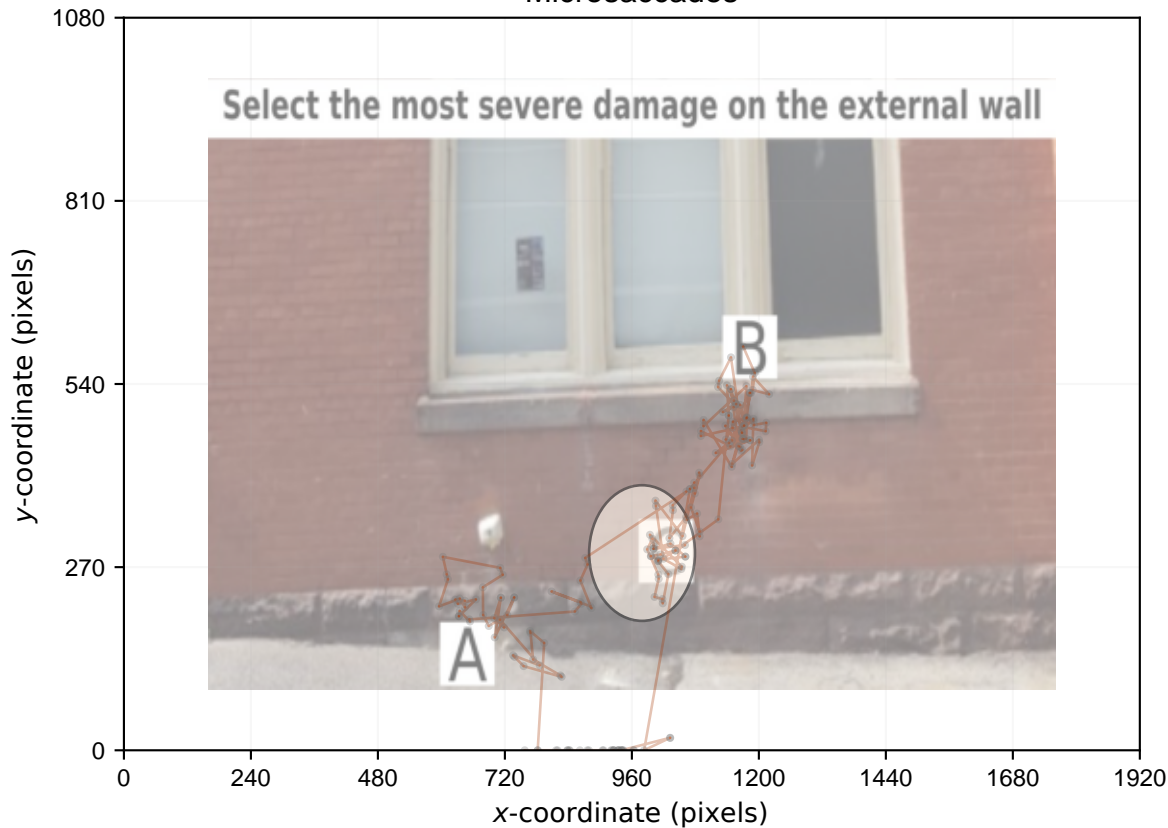 1080
810
540
270
0
y-coordinate (pixels)
Select the most severe damage on the external wall
B
A
0 240 480 720 960 1200 1440 1680 1920
x-coordinate (pixels)